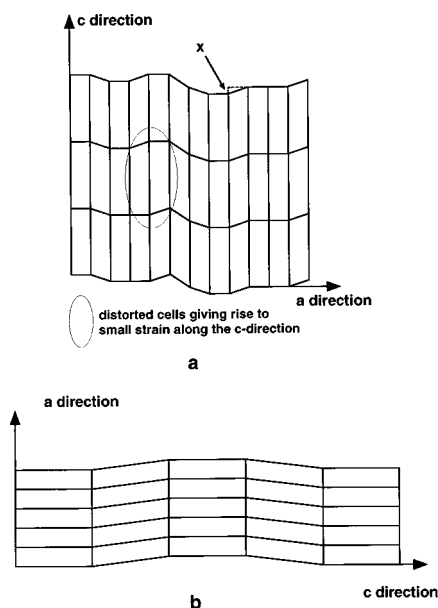 c direction
x
a direction
distorted cells giving rise to
small strain along the c-direction
a
a direction
c direction
b